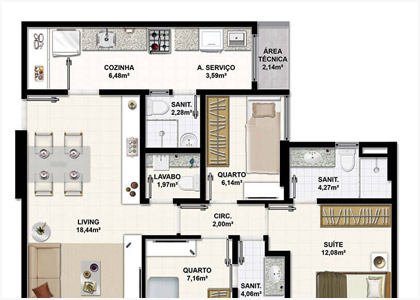 ÁREA
TÉCNICA
2,14m²
COZINHA
6,48m²
A. SERVIÇO
3,59m²
SANIT.
2,28m²
LAVABO
1,97m²
QUARTO
6,14m²
SANIT.
4,27m²
LIVING
18,44m²
CIRC.
2,00m²
SUÍTE
12,08m²
QUARTO
7,16m²
SANIT.
4,06m²